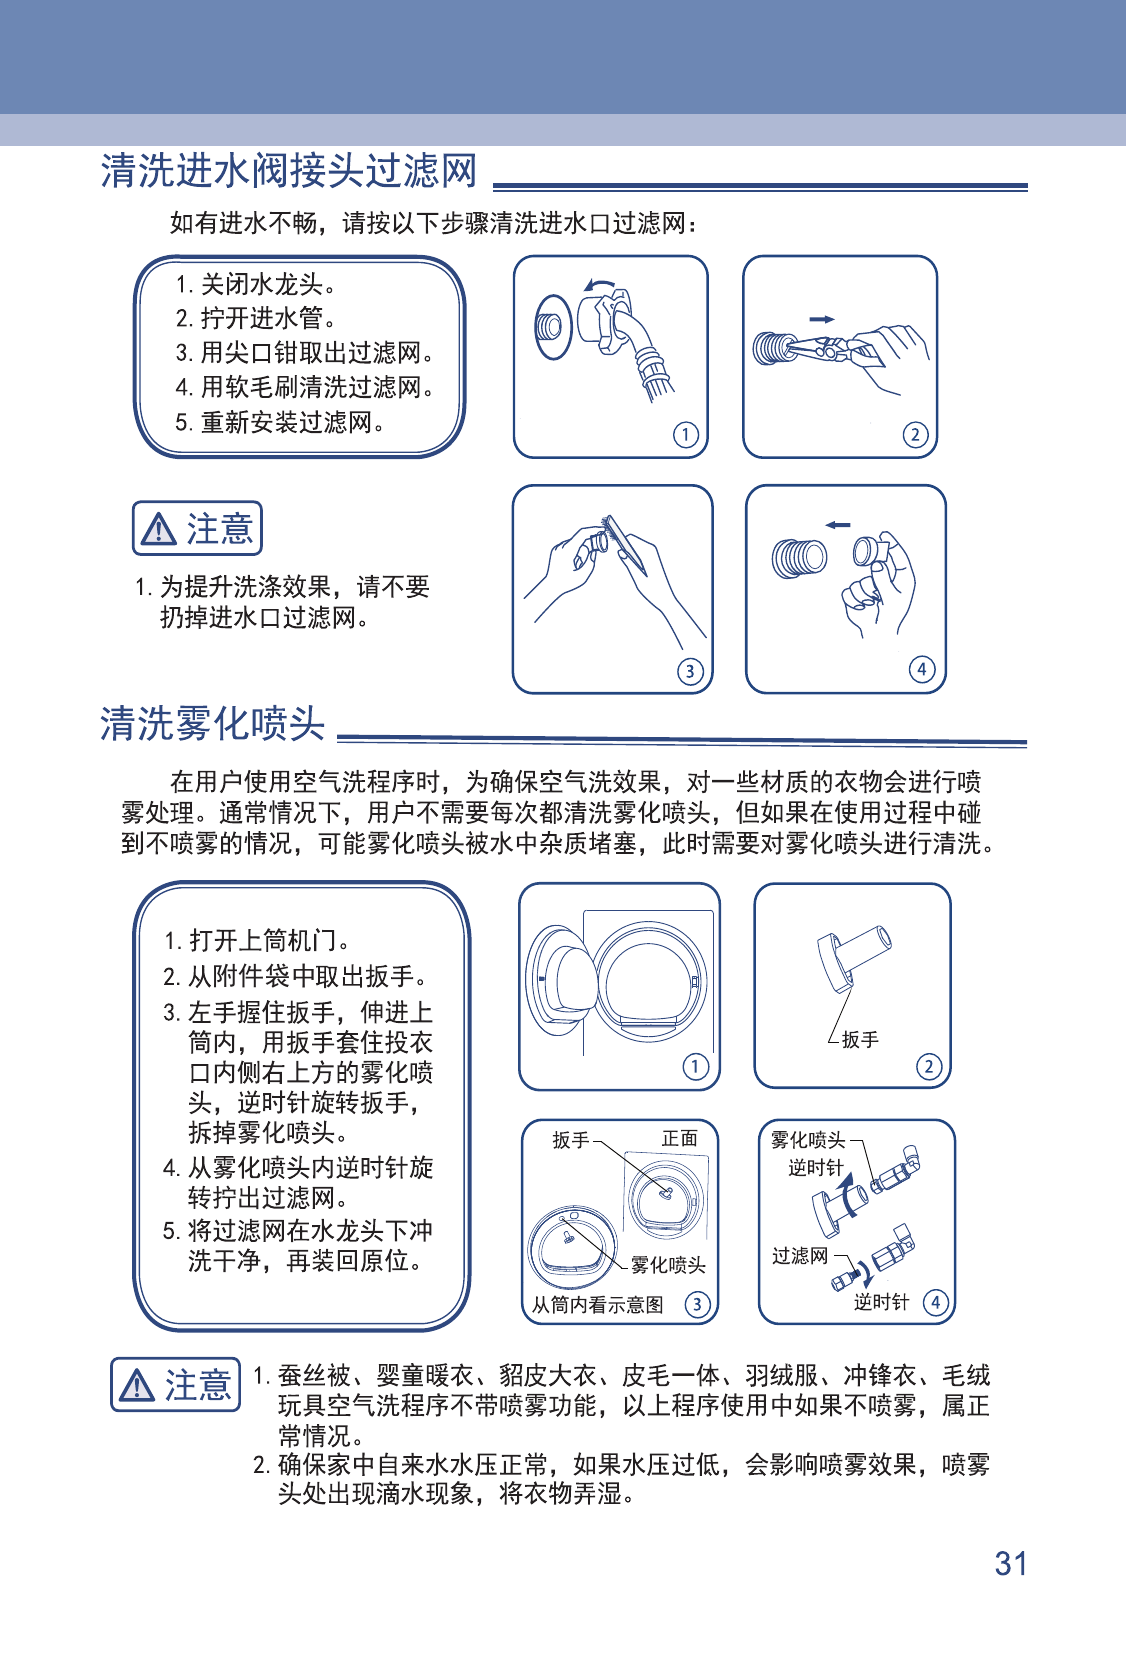 清洗进水阀接头过滤网
如有进水不畅，请按以下步骤清洗进水口过滤网：
1. 关闭水龙头。
2. 拧开进水管。
3. 用尖口钳取出过滤网。
4. 用软毛刷清洗过滤网。
5. 重新安装过滤网。
①
②
注意
1. 为提升洗涤效果，请不要
扔掉进水口过滤网。
③
④
清洗雾化喷头
在用户使用空气洗程序时，为确保空气洗效果，对一些材质的衣物会进行喷
雾处理。通常情况下，用户不需要每次都清洗雾化喷头，但如果在使用过程中碰
到不喷雾的情况，可能雾化喷头被水中杂质堵塞，此时需要对雾化喷头进行清洗。
1. 打开上筒机门。
2. 从附件袋中取出扳手。
3. 左手握住扳手，伸进上
筒内，用扳手套住投衣
口内侧右上方的雾化喷
头，逆时针旋转扳手，
拆掉雾化喷头。
4. 从雾化喷头内逆时针旋
转拧出过滤网。
5. 将过滤网在水龙头下冲
洗干净，再装回原位。
①
扳手
②
扳手
正面
雾化喷头
从筒内看示意图
③
雾化喷头
逆时针
过滤网
逆时针
④
注意
1. 蚕丝被、婴童暖衣、貂皮大衣、皮毛一体、羽绒服、冲锋衣、毛绒
玩具空气洗程序不带喷雾功能，以上程序使用中如果不喷雾，属正
常情况。
2. 确保家中自来水水压正常，如果水压过低，会影响喷雾效果，喷雾
头处出现滴水现象，将衣物弄湿。
31